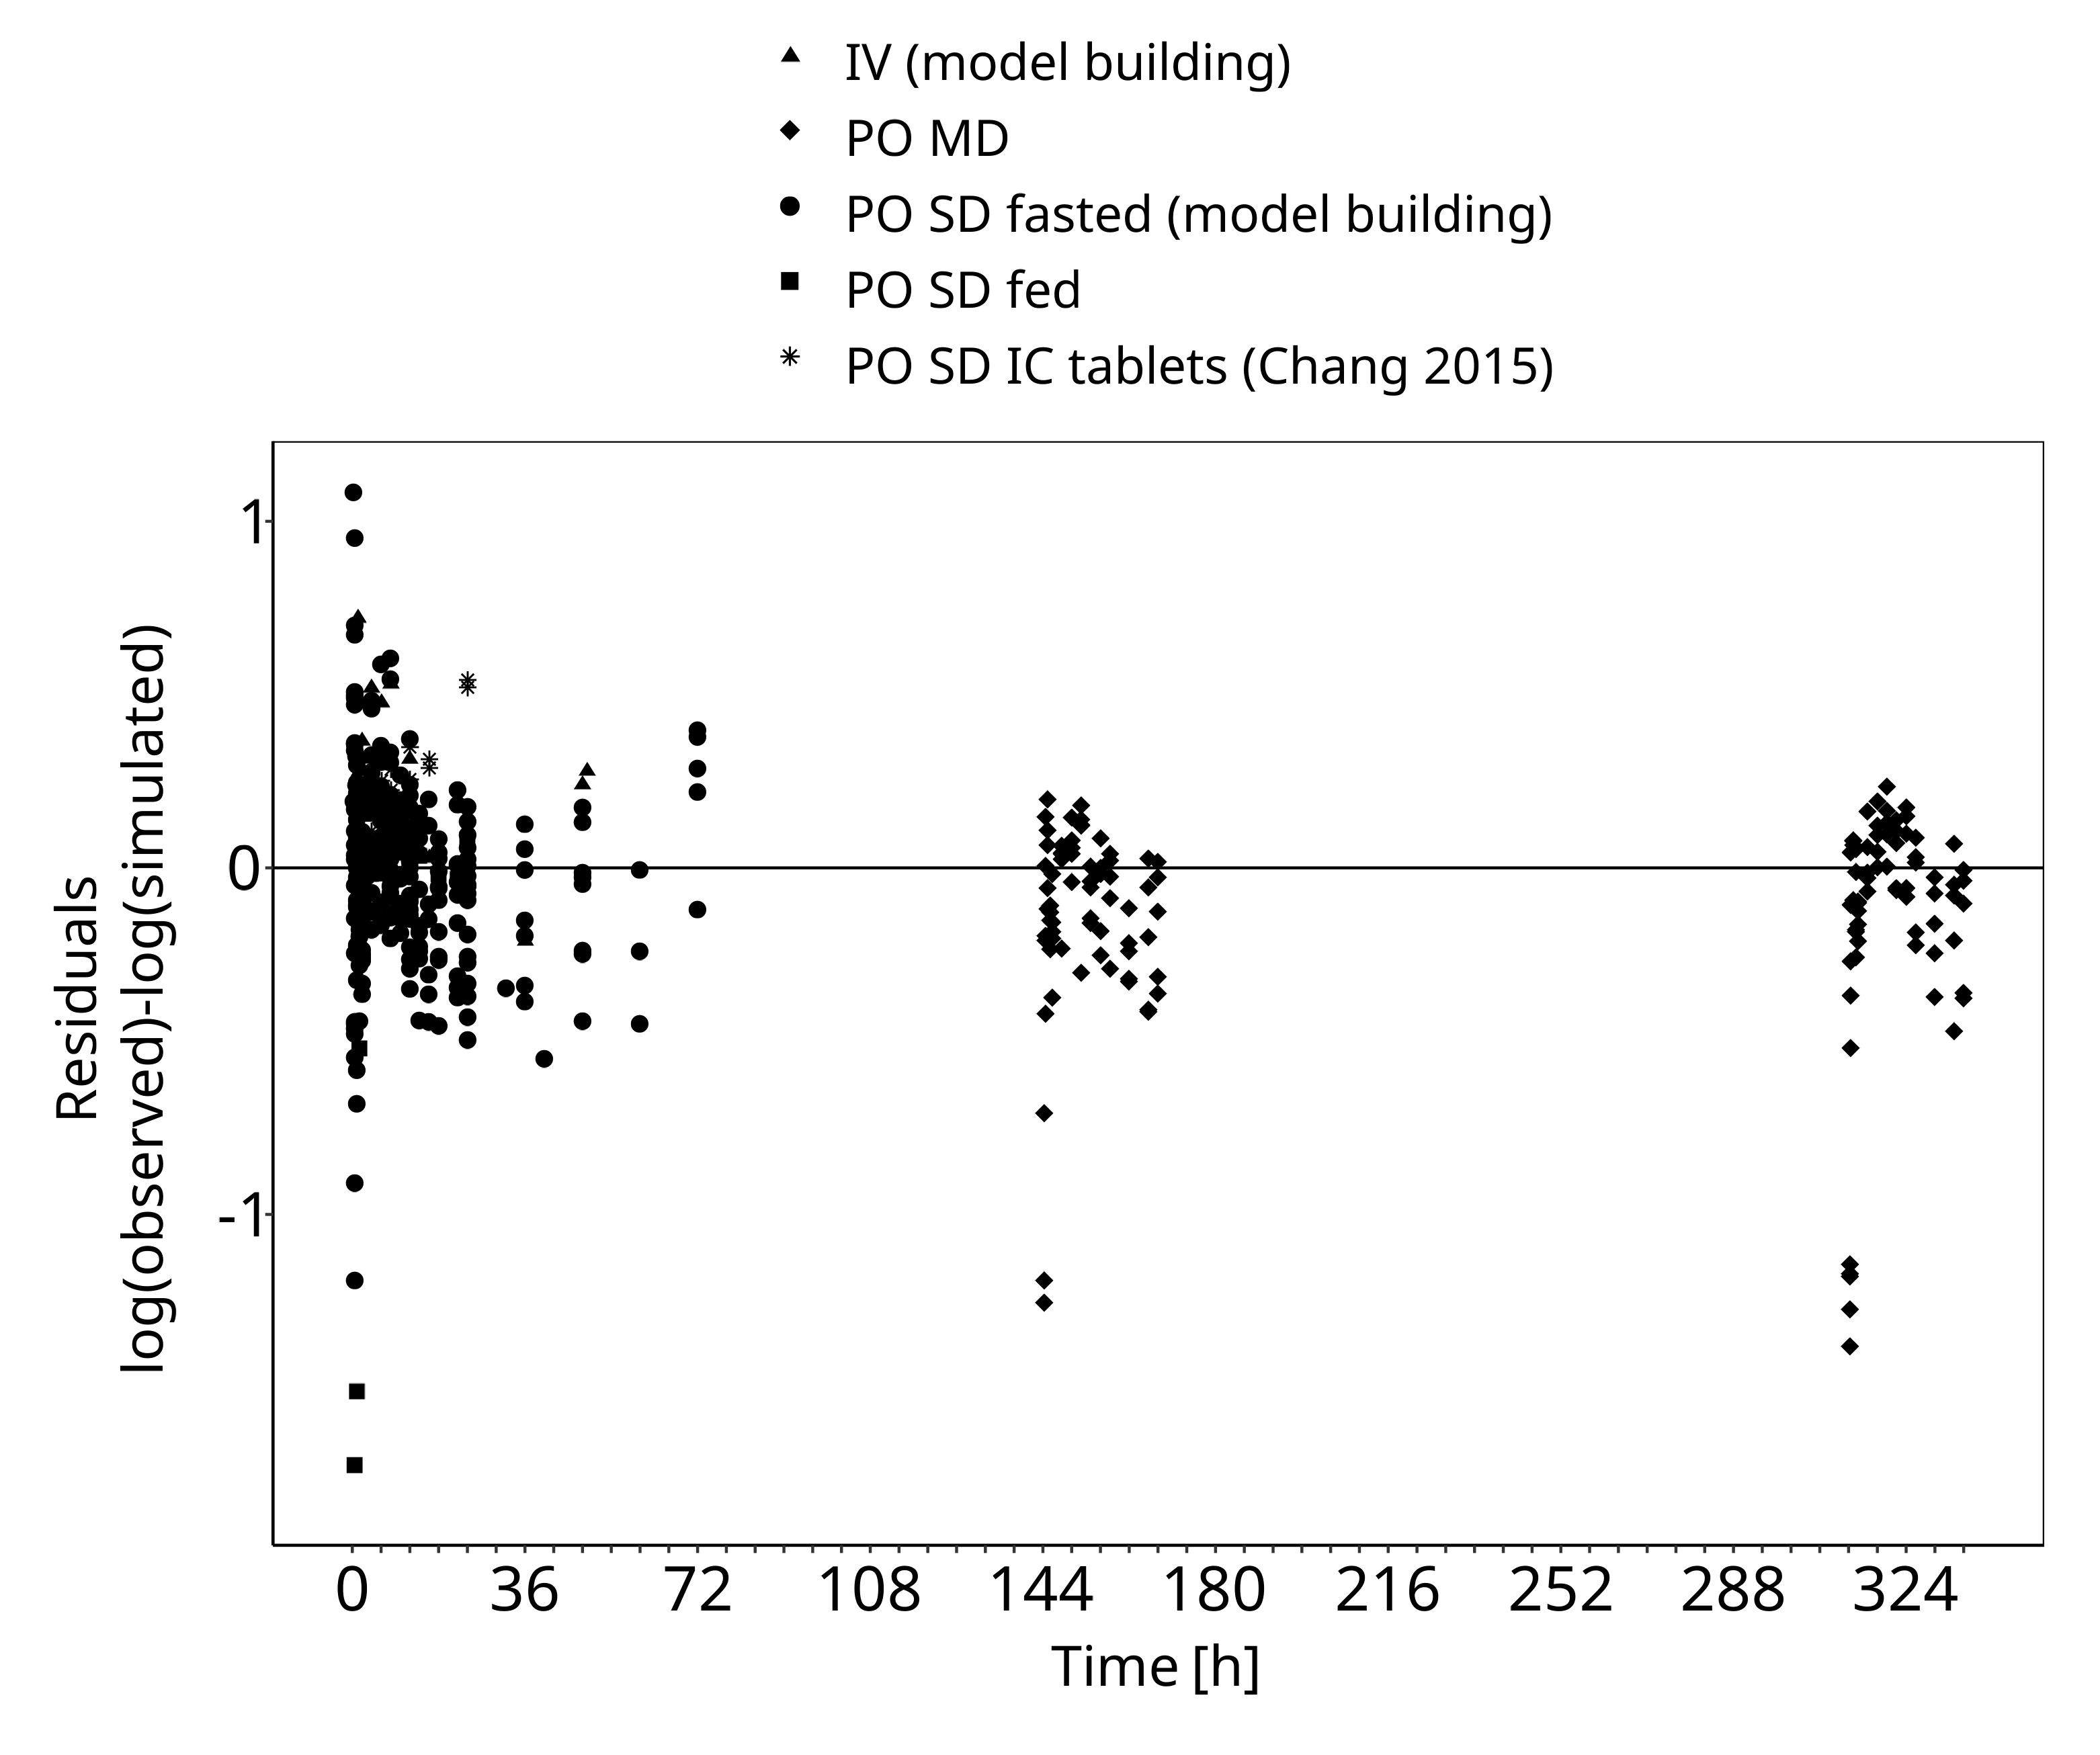 IV (model building)
PO MD
PO SD fasted (model building)
PO SD fed
PO SD IC tablets (Chang 2015)
Residuals
log(observed)-log(simulated)
1
0
-1
0 36 72 108 144 180 216 252 288 324
Time [h]